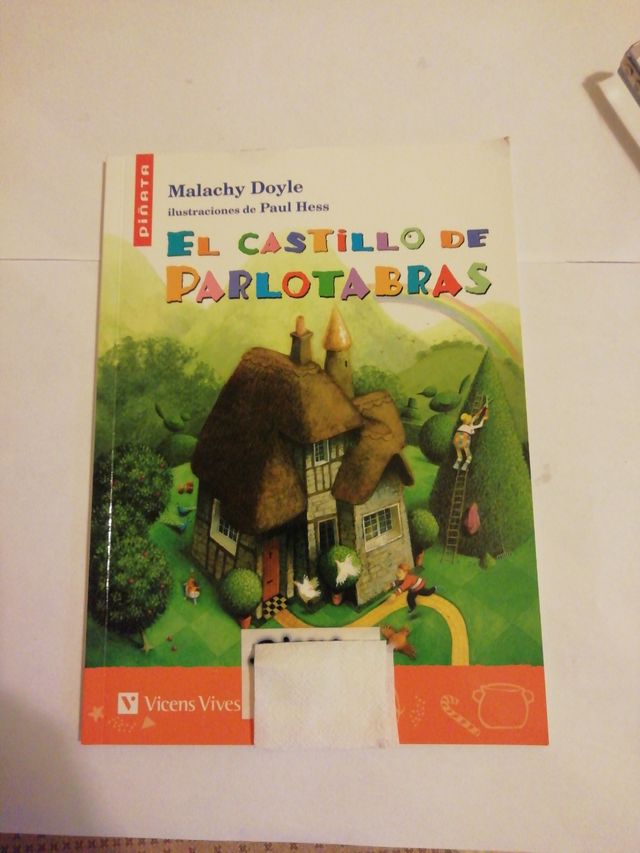 PIÑATA
Malachy Doyle
ilustraciones de Paul Hess
EL CASTILLO DE
PARLOTABRAS
V Vicens Vives